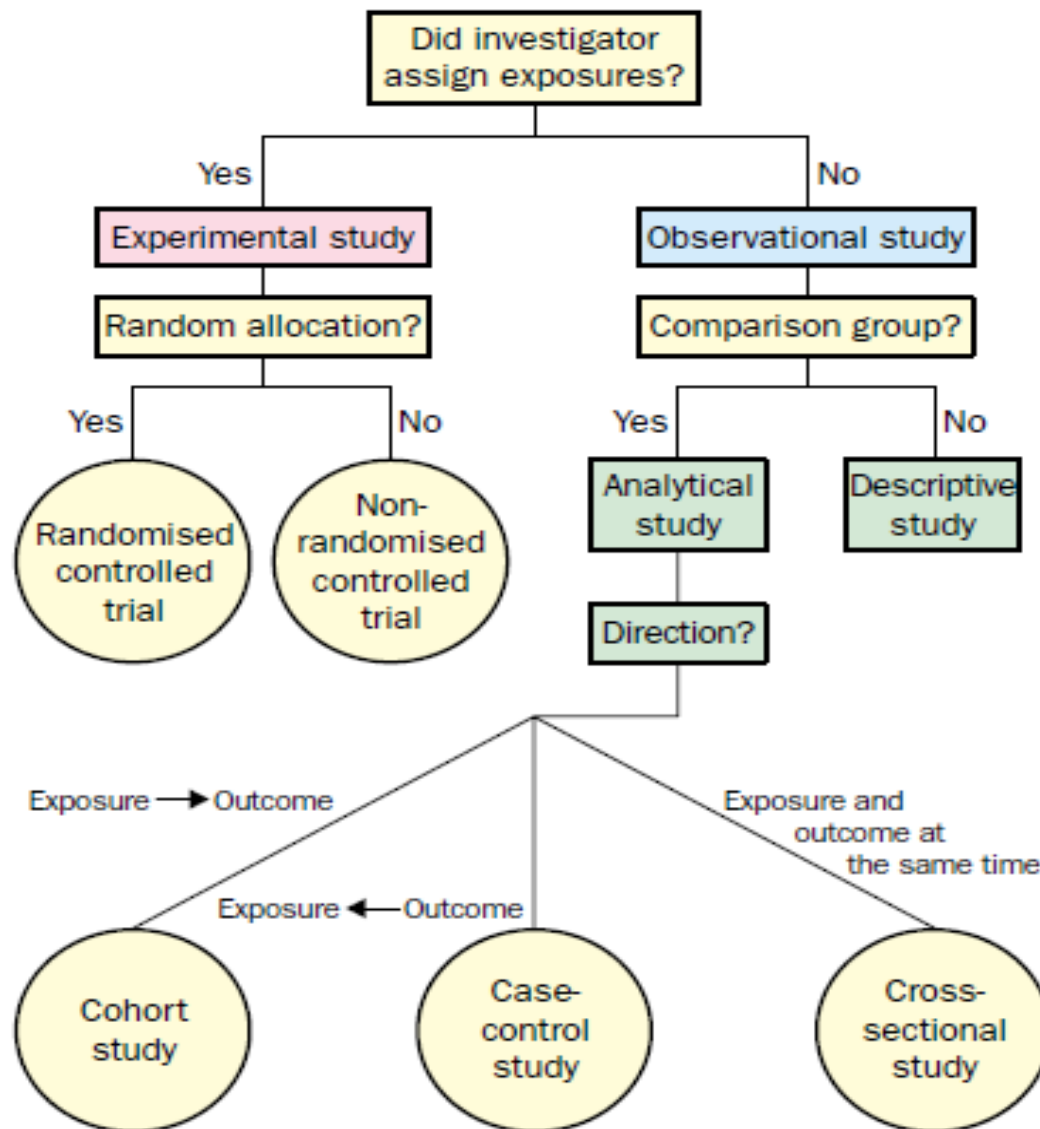 Did investigator
assign exposures?
Yes
No
Experimental study
Observational study
Random allocation?
Comparison group?
Yes
No
Yes
No
Randomised
controlled
trial
Non-
randomised
controlled
trial
Analytical
study
Descriptive
study
Direction?
Exposure → Outcome
Exposure and
outcome at
the same time
Exposure ← Outcome
Cohort
study
Case-
control
study
Cross-
sectional
study